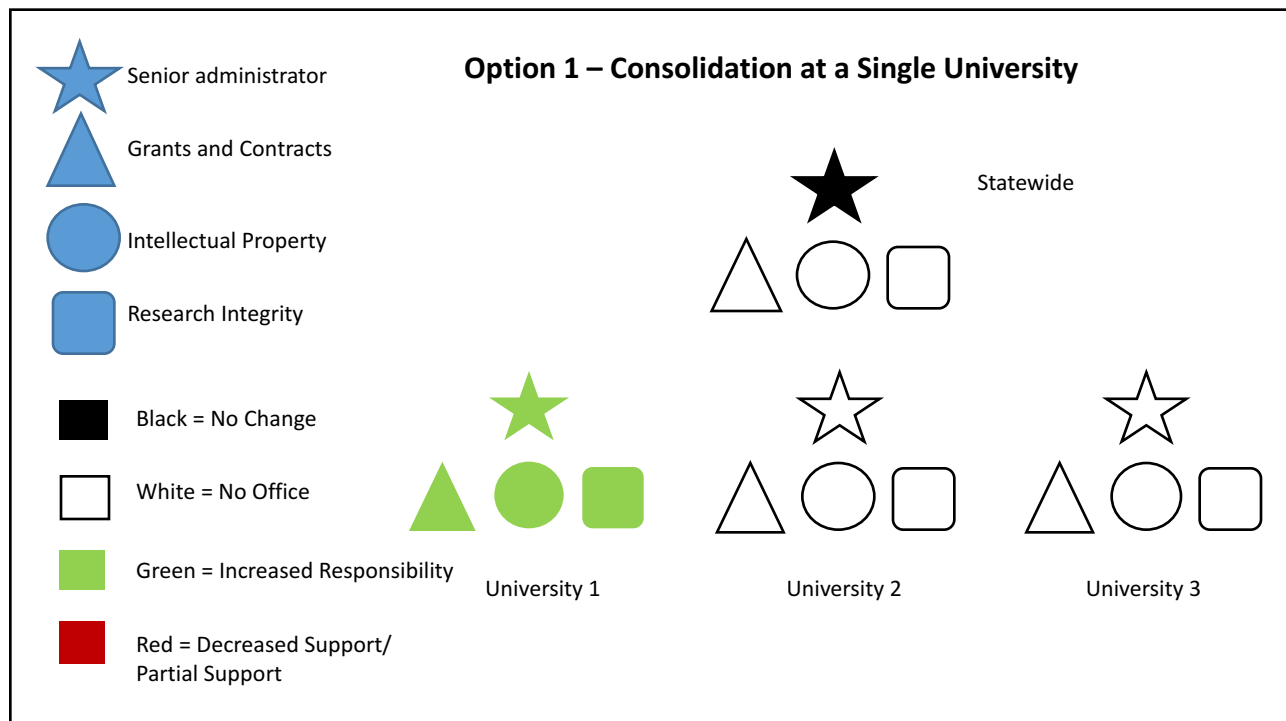 Option 1 – Consolidation at a Single University
Senior administrator
Grants and Contracts
Intellectual Property
Research Integrity
Black = No Change
White = No Office
Green = Increased Responsibility
Red = Decreased Support/
Partial Support
Statewide
University 1
University 2
University 3